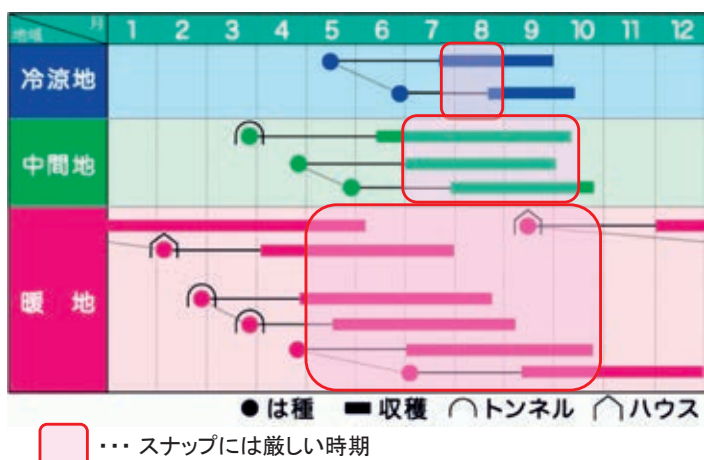 月
地域 1 2 3 4 5 6 7 8 9 10 11 12
冷涼地
中間地
暖 地
●は種 ━収穫 トンネル ハウス
・・・ スナップには厳しい時期